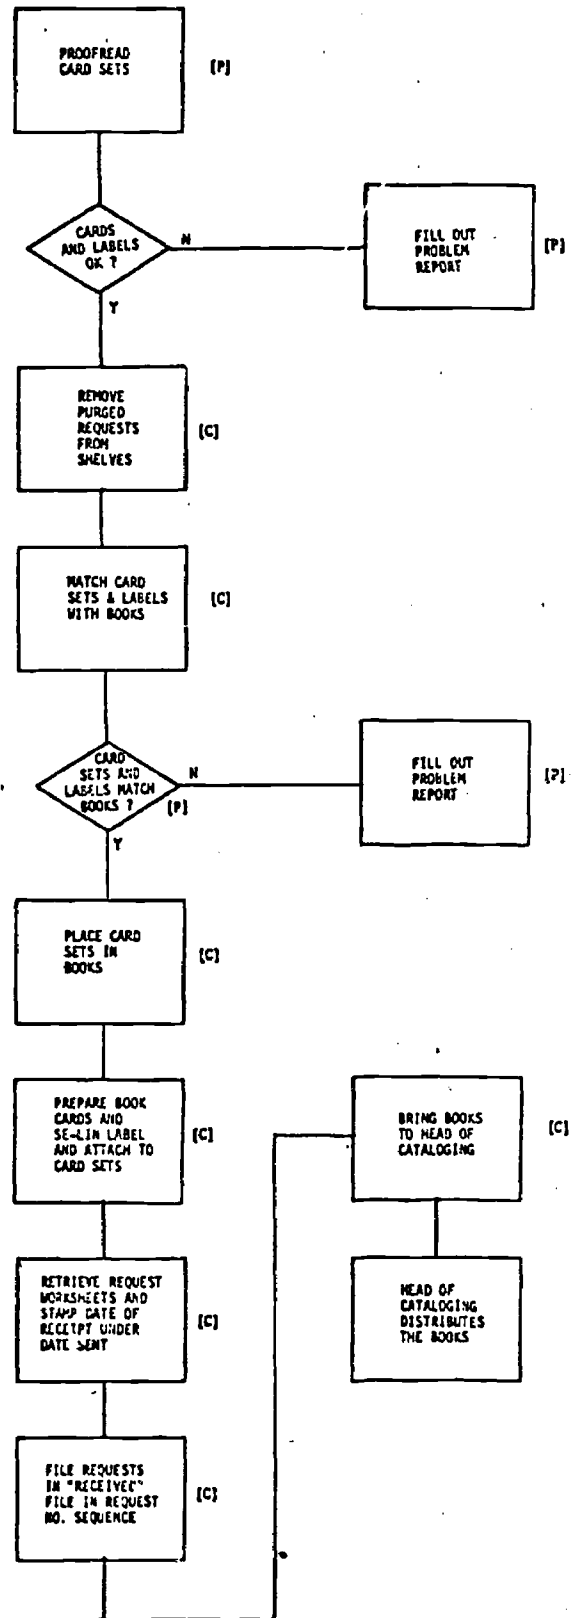 PROOFREAD
CARD SETS
[P]
CARDS
AND LABELS
OK ?
N
Y
FILL OUT
PROBLEM
REPORT
[P]
REMOVE
PURGED
REQUESTS
FROM
SHELVES
[C]
MATCH CARD
SETS & LABELS
WITH BOOKS
[C]
CARD
SETS AND
LABELS MATCH
BOOKS ?
[P]
N
Y
FILL OUT
PROBLEM
REPORT
[P]
PLACE CARD
SETS IN
BOOKS
[C]
PREPARE BOOK
CARDS AND
SE-LIN LABEL
AND ATTACH TO
CARD SETS
[C]
RETRIEVE REQUEST
WORKSHEETS AND
STAMP DATE OF
RECEIPT UNDER
DATE SENT
[C]
FILE REQUESTS
IN "RECEIVED"
FILE IN REQUEST
NO. SEQUENCE
[C]
BRING BOOKS
TO HEAD OF
CATALOGING
[C]
HEAD OF
CATALOGING
DISTRIBUTES
THE BOOKS